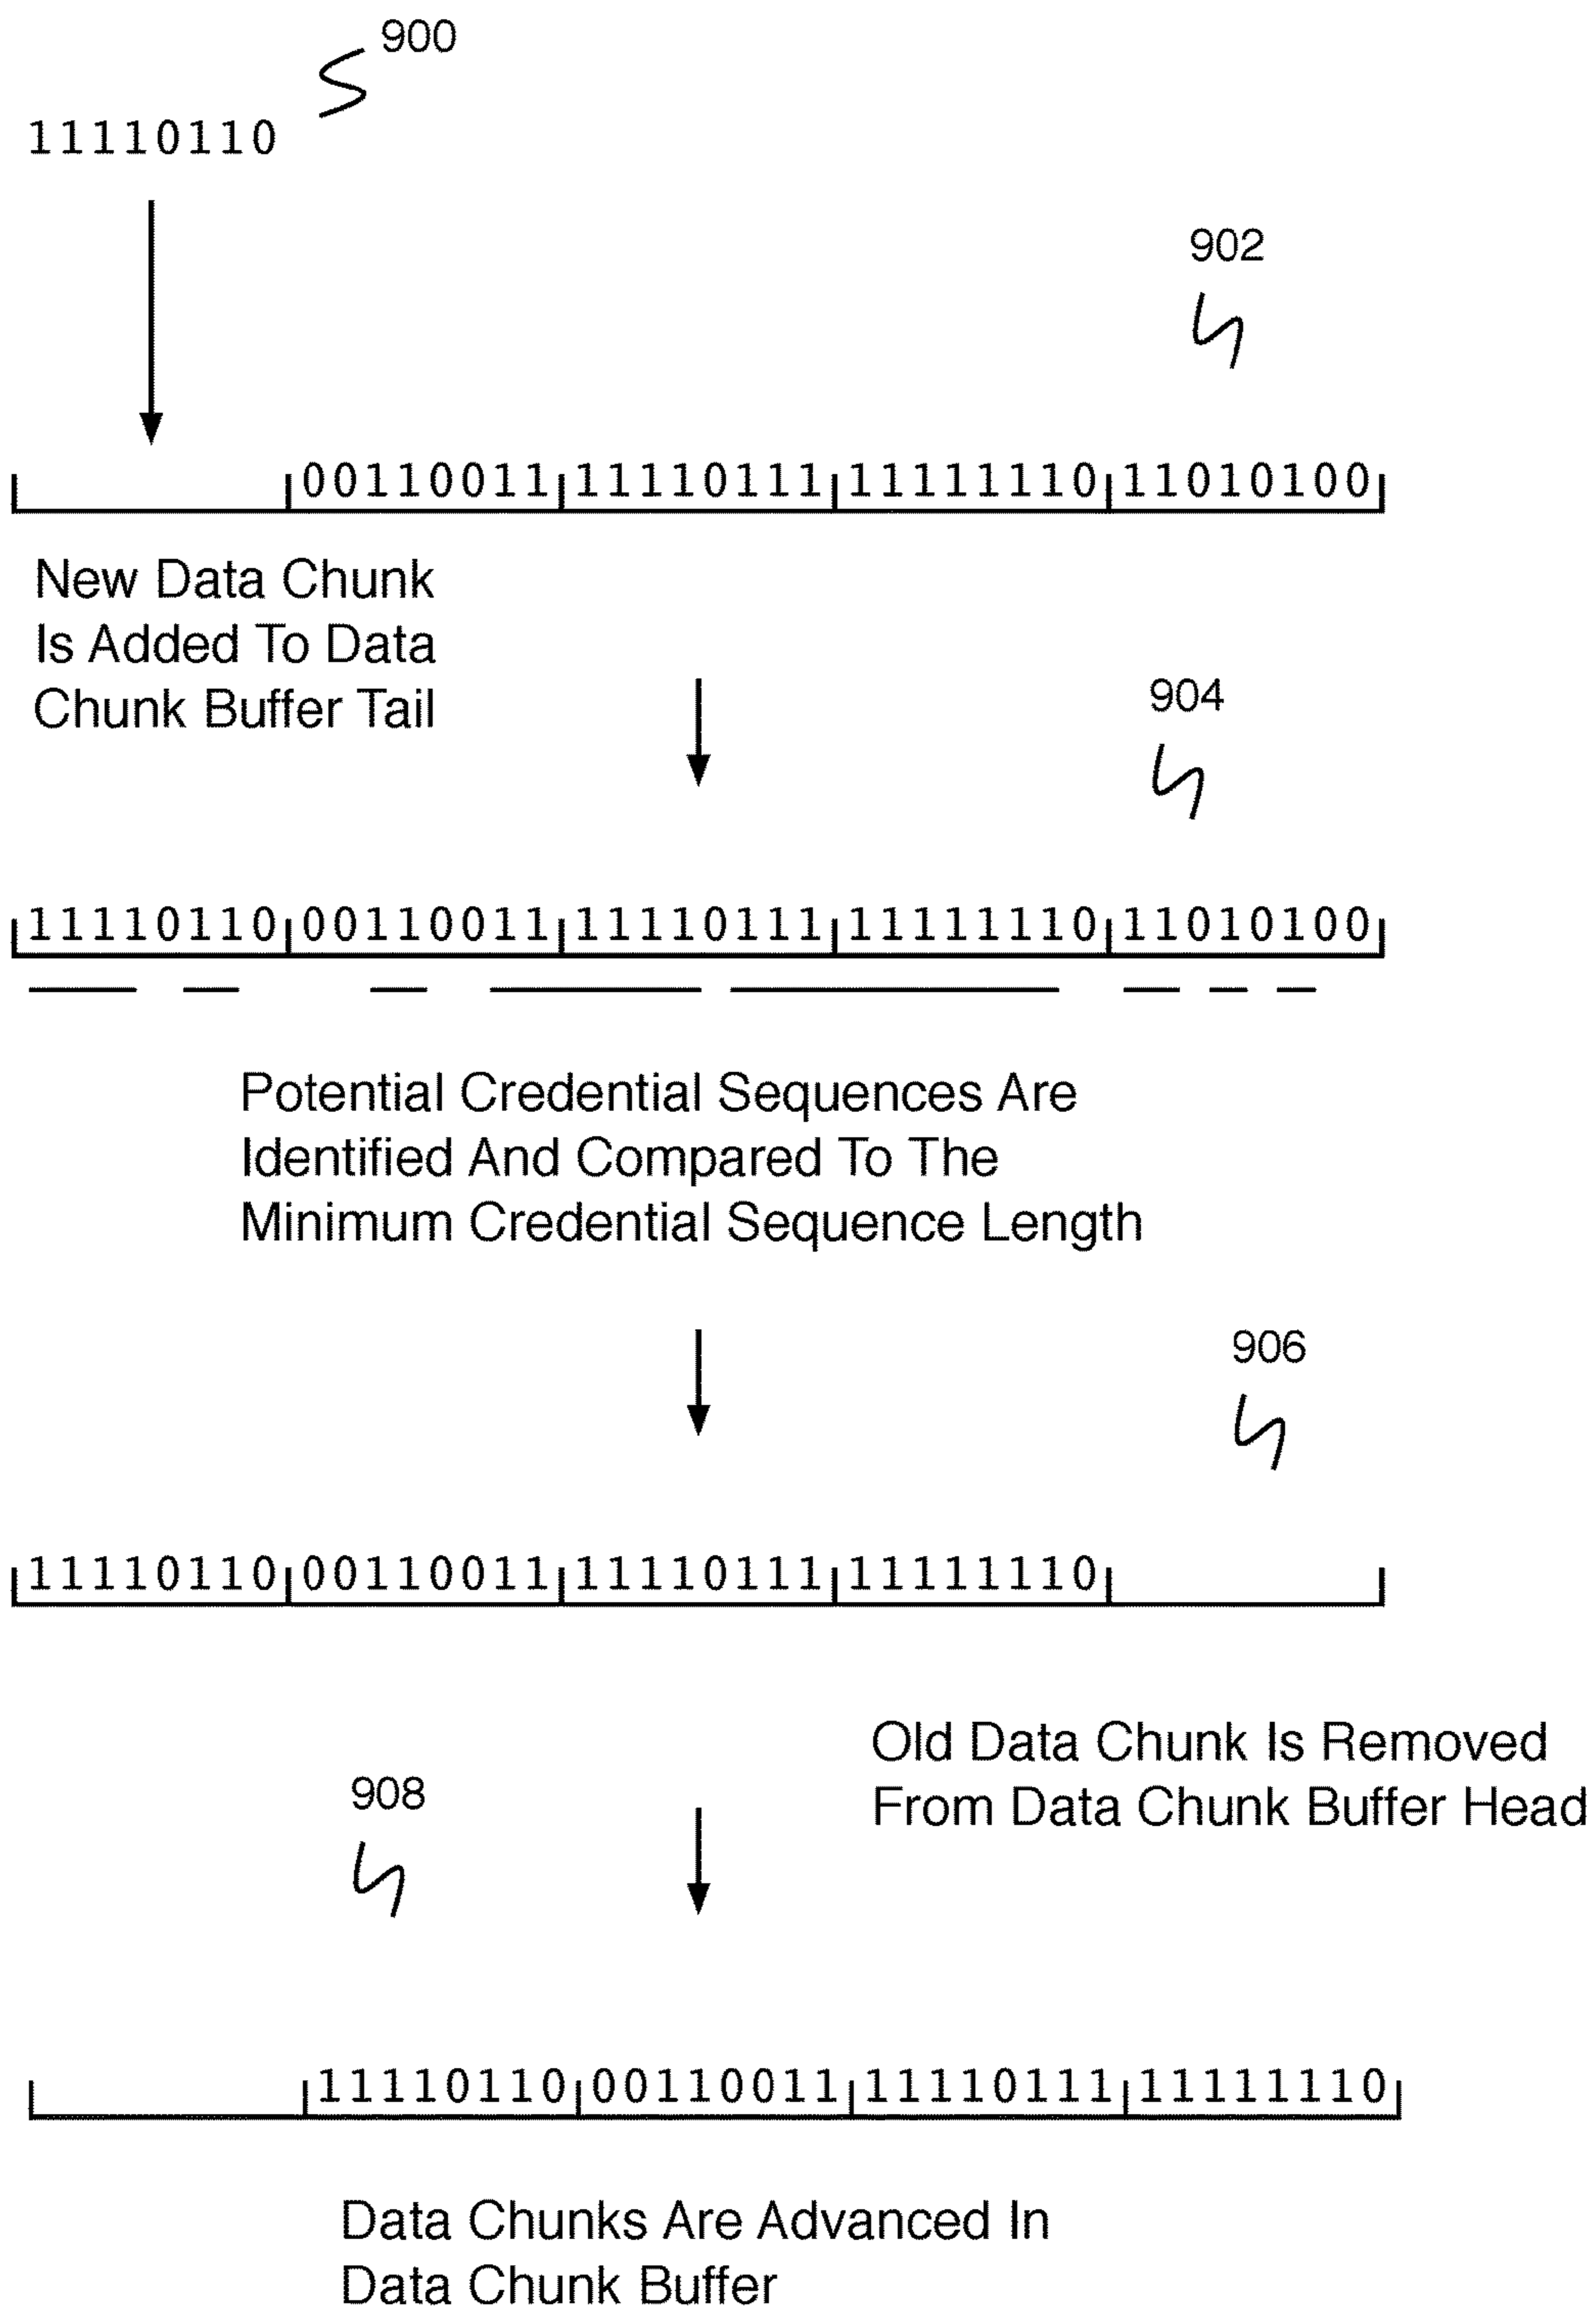 900
11110110
902
00110011 11110111 11111110 11010100
New Data Chunk
Is Added To Data
Chunk Buffer Tail
904
11110110 00110011 11110111 11111110 11010100
Potential Credential Sequences Are
Identified And Compared To The
Minimum Credential Sequence Length
906
11110110 00110011 11110111 11111110
Old Data Chunk Is Removed
From Data Chunk Buffer Head
908
11110110 00110011 11110111 11111110
Data Chunks Are Advanced In
Data Chunk Buffer